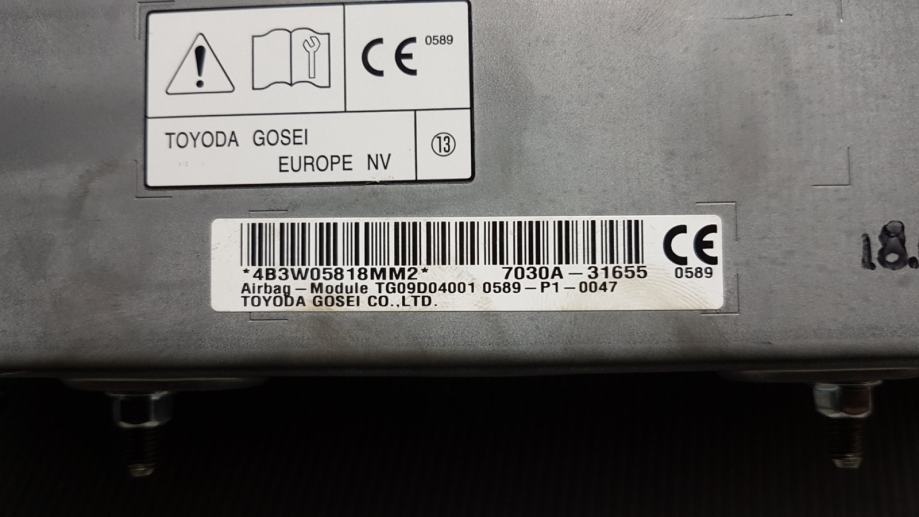 CE 0589
TOYODA GOSEI
EUROPE NV
⑬
*4B3W05818MM2* 7030A-31655
Airbag-Module TG09D04001 0589-P1-0047
TOYODA GOSEI CO.,LTD.
CE
0589
18.